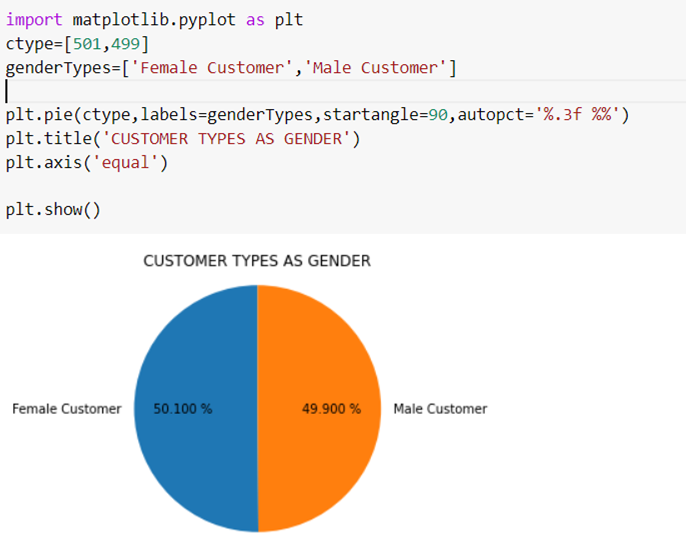 import matplotlib.pyplot as plt
ctype=[501,499]
genderTypes=['Female Customer','Male Customer']
plt.pie(ctype,labels=genderTypes,startangle=90,autopct='%.3f %%')
plt.title('CUSTOMER TYPES AS GENDER')
plt.axis('equal')
plt.show()
CUSTOMER TYPES AS GENDER
Female Customer 50.100 % 49.900 % Male Customer